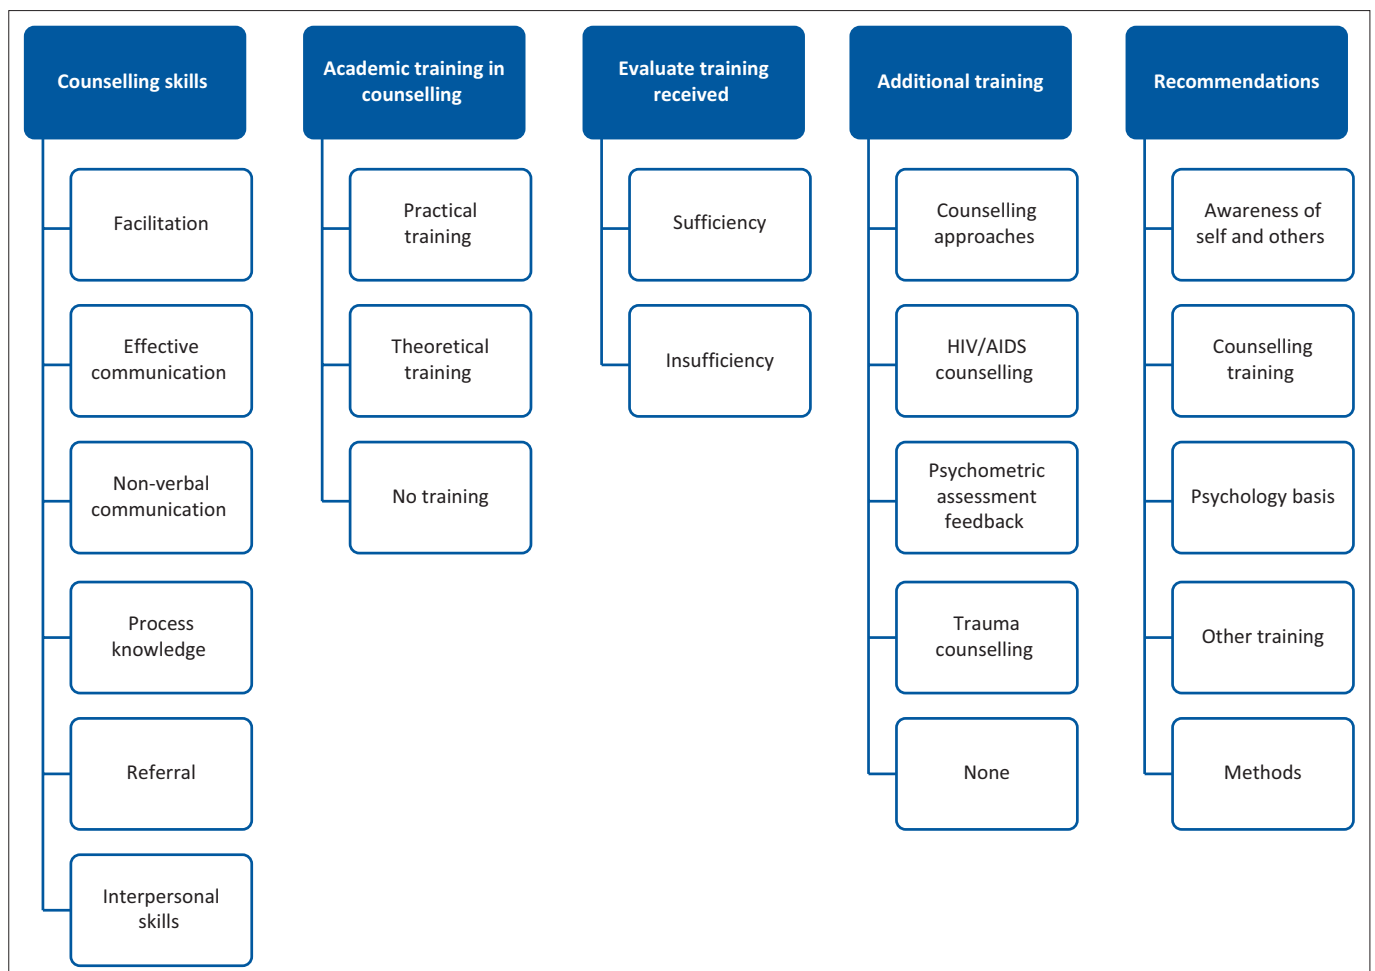 Counselling skills
Facilitation
Effective
communication
Non-verbal
communication
Process
knowledge
Referral
Interpersonal
skills
Academic training in
counselling
Practical
training
Theoretical
training
No training
Evaluate training
received
Sufficiency
Insufficiency
Additional training
Counselling
approaches
HIV/AIDS
counselling
Psychometric
assessment
feedback
Trauma
counselling
None
Recommendations
Awareness of
self and others
Counselling
training
Psychology basis
Other training
Methods